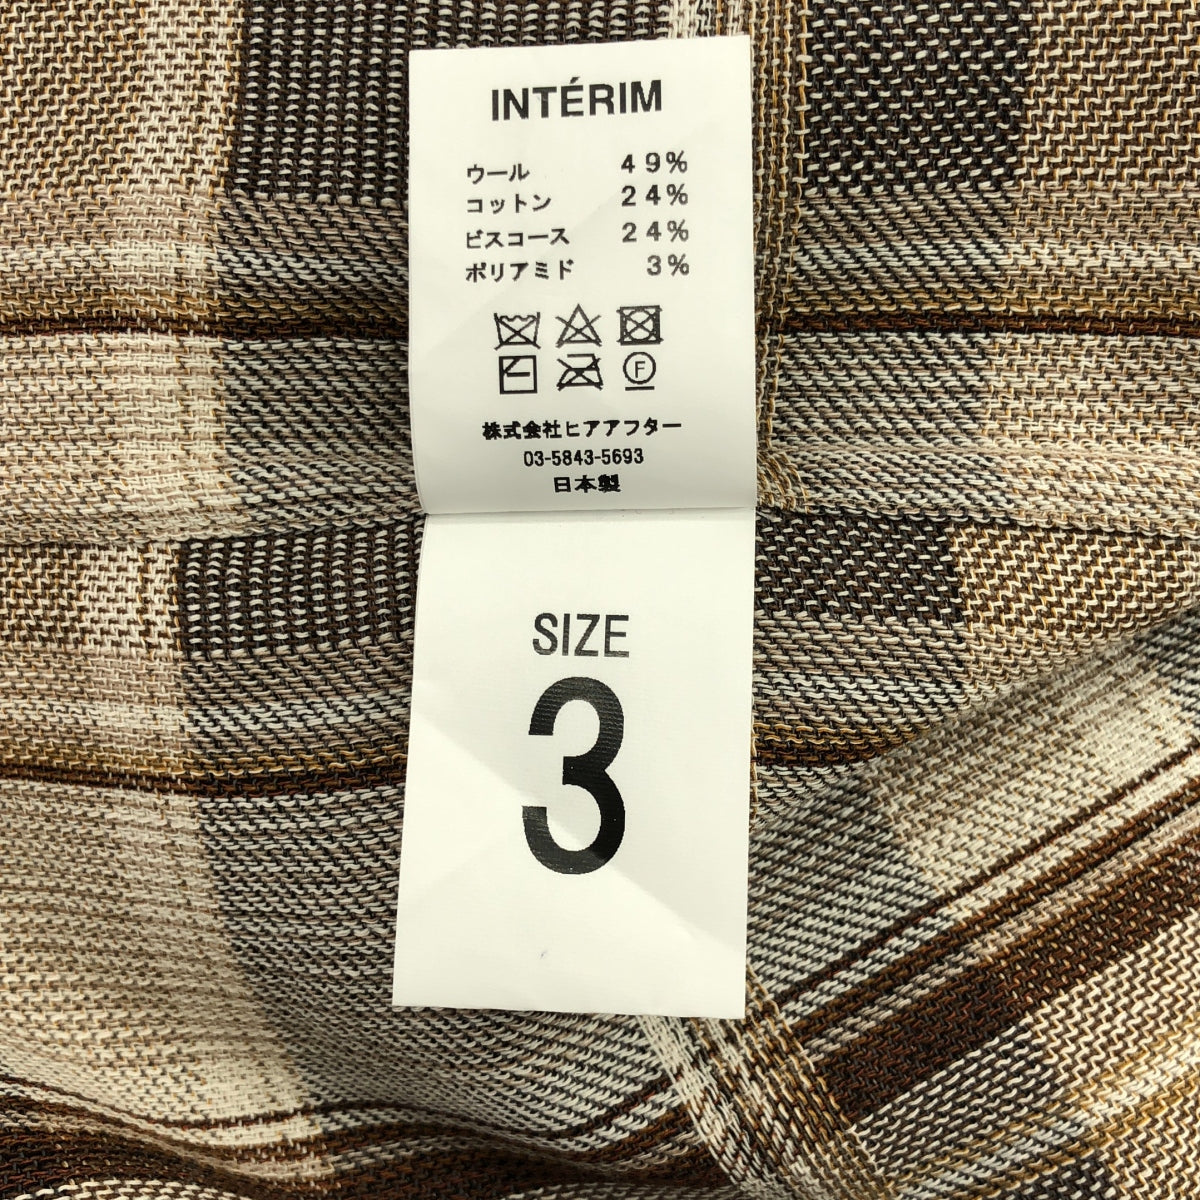 INTÉRIM
ウール 49%
コットン 24%
ビスコース 24%
ポリアミド 3%
F
株式会社ヒアアフター
03-5843-5693
日本製
SIZE
3